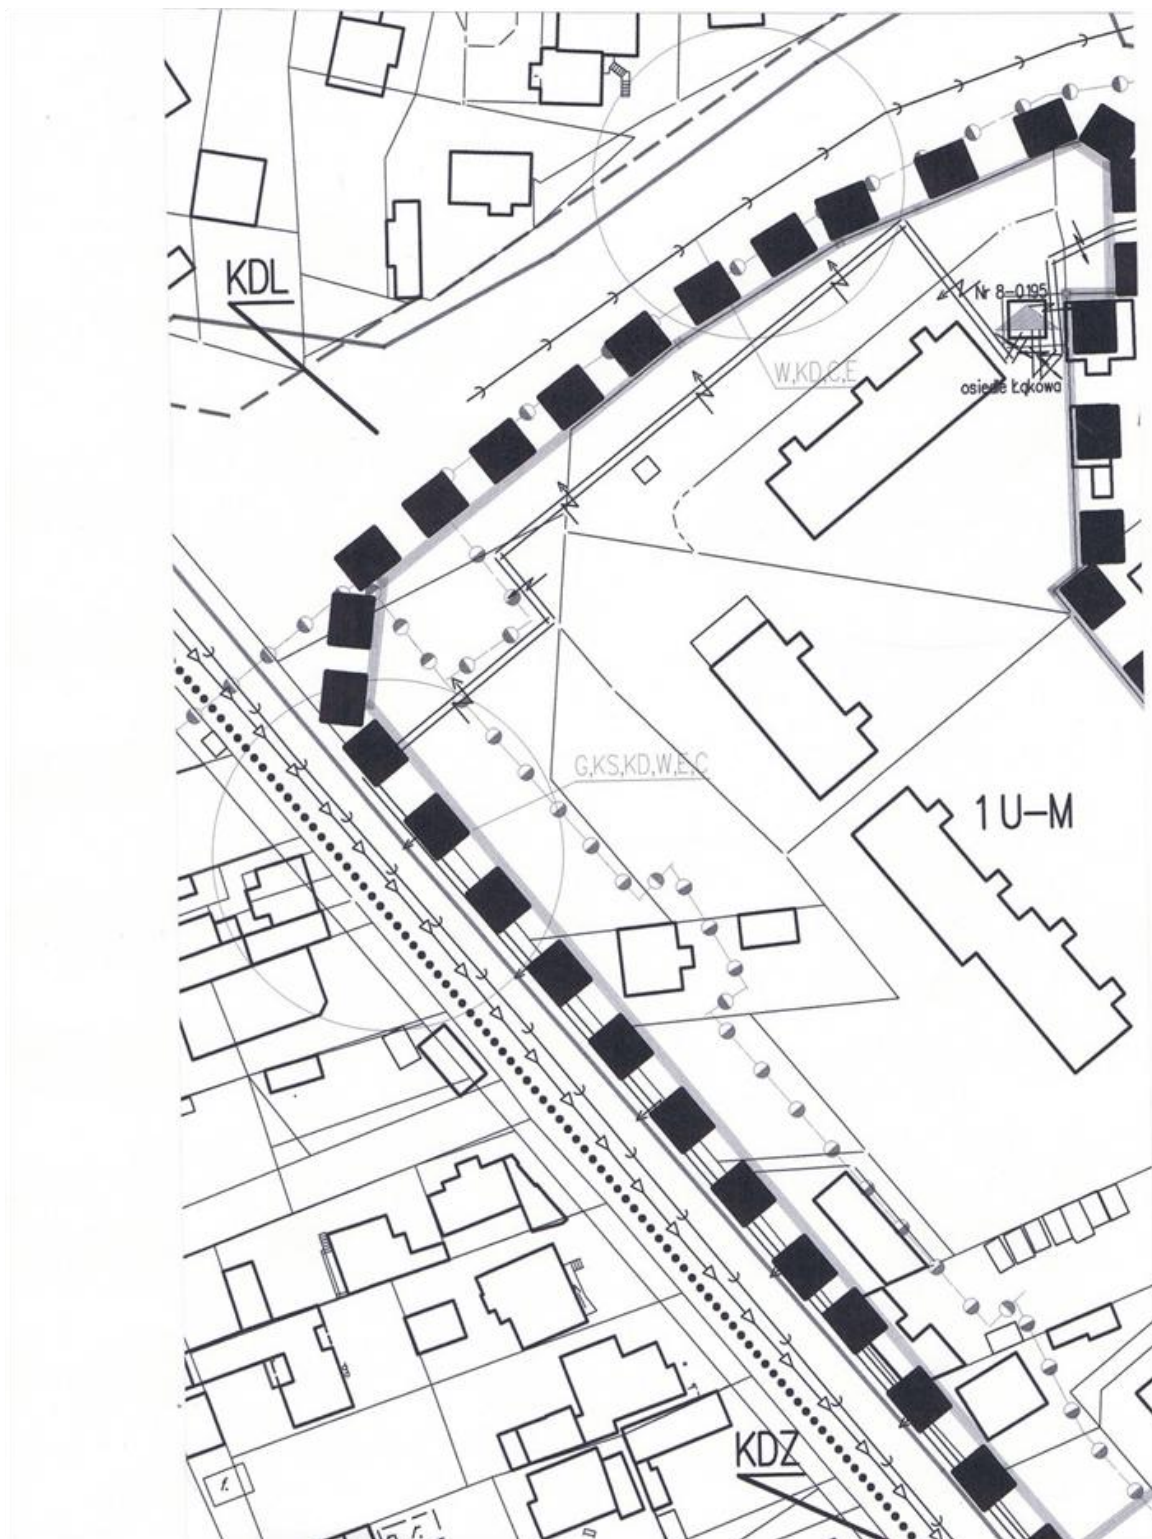 KDL
Nr 8-0195
W,KD,C,E
osiedle Łąkowa
G,KS,KD,W,E,C
1 U-M
KDZ
f.
f.